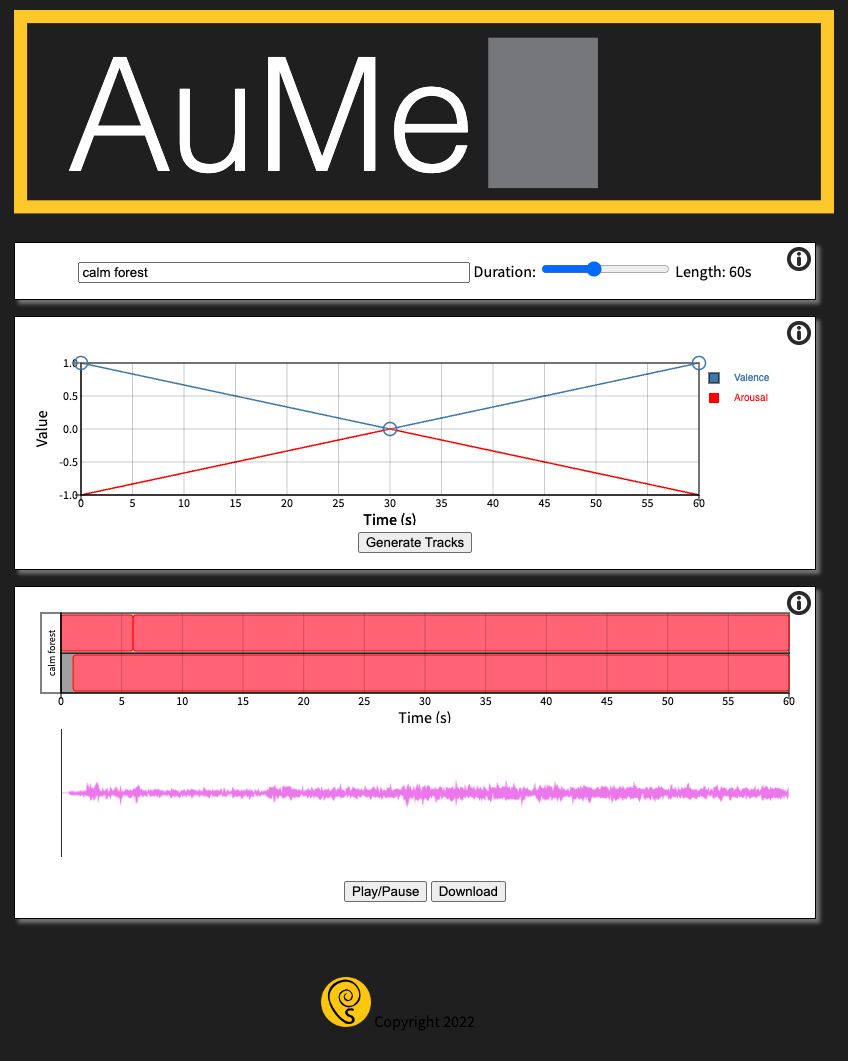 AuMe
calm forest Duration: Length: 60s
1.0
0.5
0.0
-0.5
-1.0
Value
0 5 10 15 20 25 30 35 40 45 50 55 60
Time (s)
Valence
Arousal
Generate Tracks
calm forest
0 5 10 15 20 25 30 35 40 45 50 55 60
Time (s)
Play/Pause Download
S
Copyright 2022